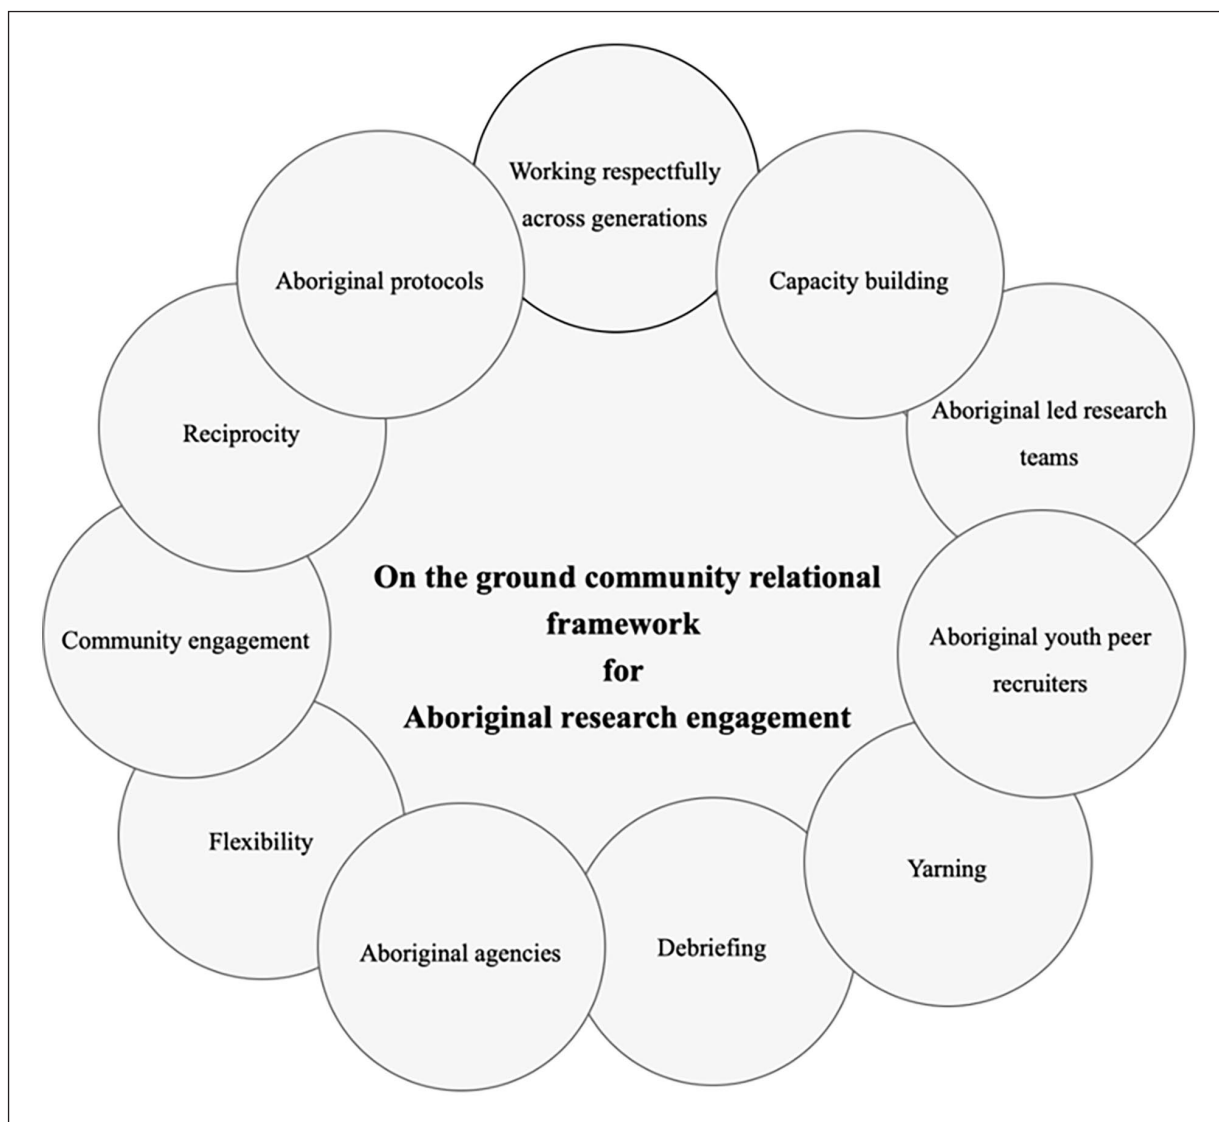 Working respectfully
across generations
Aboriginal protocols
Capacity building
Reciprocity
Aboriginal led research
teams
On the ground community relational
framework
for
Aboriginal research engagement
Community engagement
Aboriginal youth peer
recruiters
Flexibility
Yarning
Aboriginal agencies
Debriefing